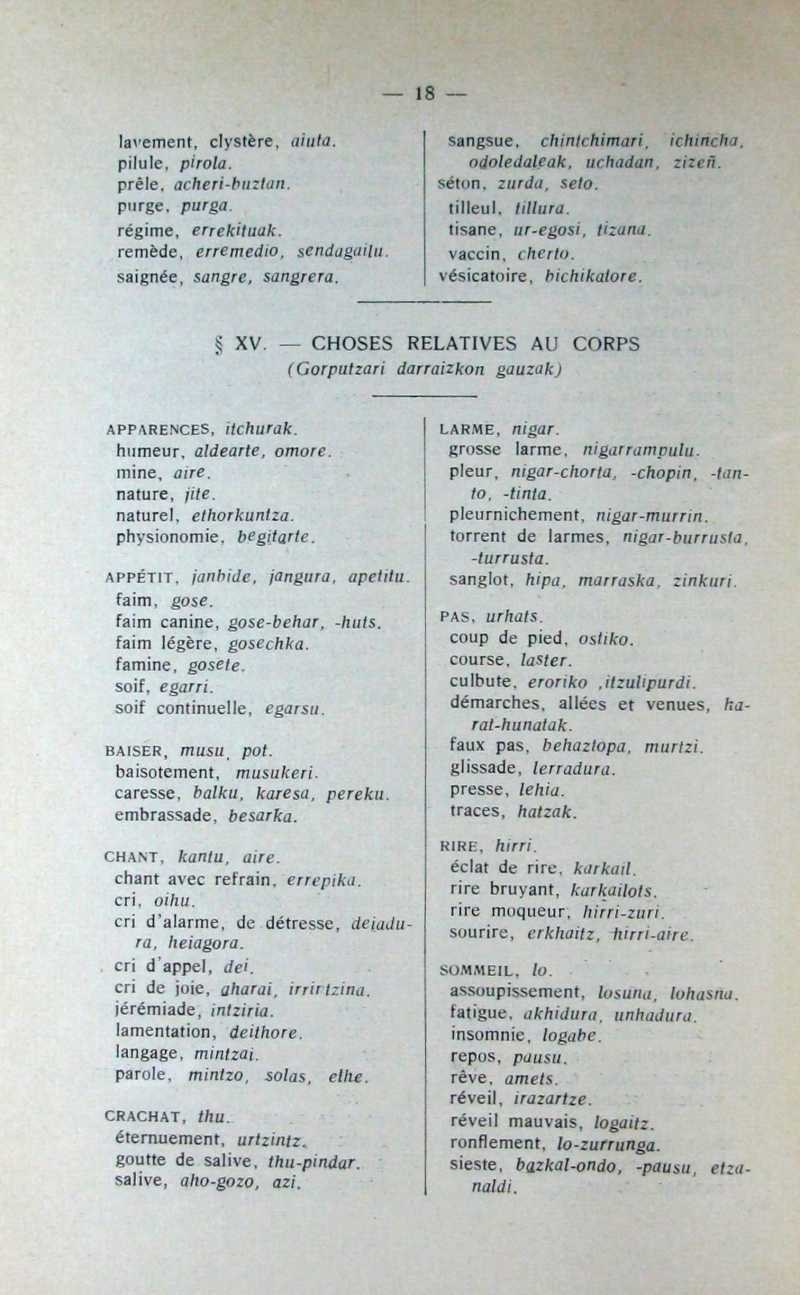 — 18 —
lavement, clystère, aiuta.
pilule, pirola.
prêle, acheri-buztan.
purge, purga.
régime, errekituak.
remède, erremedio, sendagailu.
saignée, sangre, sangrera.
sangsue, chintchimari, ichincha,
odoledaleak, uchadan, zizeñ.
séton, zurda, seto.
tilleul, tillura.
tisane, ur-egosi, tizana.
vaccin, cherto.
vésicatoire, bichikatore.
§ XV. — CHOSES RELATIVES AU CORPS
(Gorputzari darraizkon gauzak)
APPARENCES, itchurak.
humeur, aldearte, omore.
mine, aire.
nature, jite.
naturel, ethorkuntza.
physionomie, begitarte.
APPÉTIT, janhide, jangura, apetitu.
faim, gose.
faim canine, gose-behar, -huts.
faim légère, gosechka.
famine, gosete.
soif, egarri.
soif continuelle, egarsu.
BAISER, musu, pot.
baisotement, musukeri.
caresse, balku, karesa, pereku.
embrassade, besarka.
CHANT, kantu, aire.
chant avec refrain, errepika.
cri, oihu.
cri d'alarme, de détresse, deiadu-
ra, heiagora.
cri d'appel, dei.
cri de joie, aharai, irrirtzina.
jérémiade, intziria.
lamentation, deithore.
langage, mintzai.
parole, mintzo, solas, elhe.
CRACHAT, thu.
éternuement, urtzintz.
goutte de salive, thu-pindar.
salive, aho-gozo, azi.
LARME, nigar.
grosse larme, nigarrampulu.
pleur, nigar-chorta, -chopin, -tan-
to, -tinta.
pleurnichement, nigar-murrin.
torrent de larmes, nigar-burrusta,
-turrusta.
sanglot, hipa, marraska, zinkuri.
PAS, urhats.
coup de pied, ostiko.
course, laster.
culbute, eroriko ,itzulipurdi.
démarches, allées et venues, ha-
rat-hunatak.
faux pas, behaztopa, murtzi.
glissade, lerradura.
presse, lehia.
traces, hatzak.
RIRE, hirri.
éclat de rire, karkail.
rire bruyant, karkailots.
rire moqueur, hirri-zuri.
sourire, erkhaitz, hirri-aire.
SOMMEIL, lo.
assoupissement, losuna, lohasna.
fatigue, akhidura, unhadura.
insomnie, logabe.
repos, pausu.
rêve, amets.
réveil, irazartze.
réveil mauvais, logaitz.
ronflement, lo-zurrunga.
sieste, bazkal-ondo, -pausu, etza-
naldi.